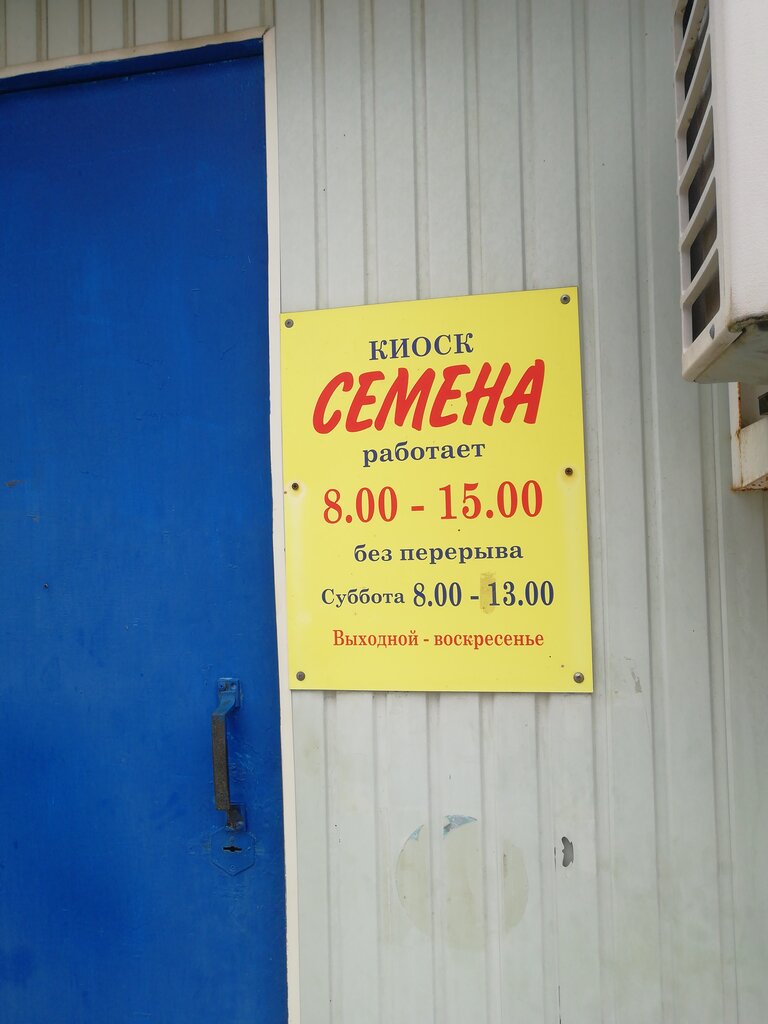 КИОСК
СЕМЕНА
работает
8.00 - 15.00
без перерыва
Суббота 8.00 - 13.00
Выходной - воскресенье